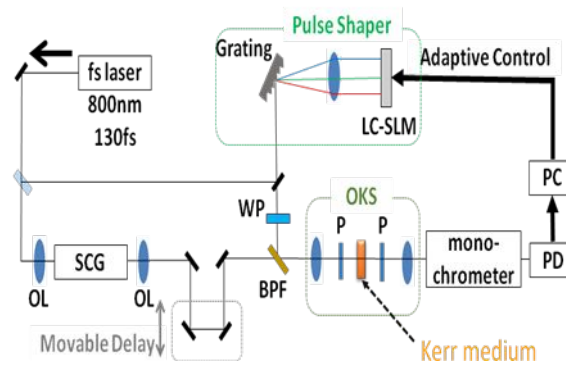 Pulse Shaper
Grating
fs laser
800nm
130fs
Adaptive Control
LC-SLM
WP
OKS
P
P
PC
SCG
OL
OL
BPF
mono-
chrometer
PD
Movable Delay
Kerr medium